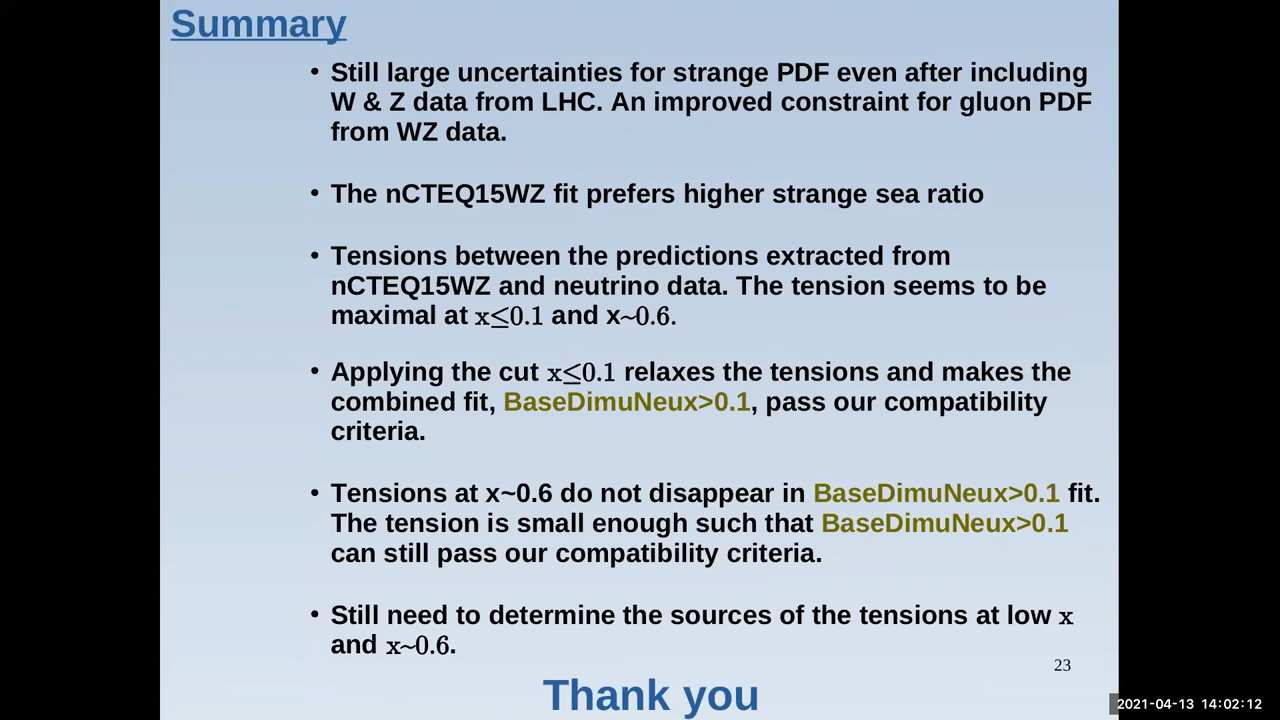 Summary
• Still large uncertainties for strange PDF even after including
W & Z data from LHC. An improved constraint for gluon PDF
from WZ data.
• The nCTEQ15WZ fit prefers higher strange sea ratio
• Tensions between the predictions extracted from
nCTEQ15WZ and neutrino data. The tension seems to be
maximal at x≤0.1 and x~0.6.
• Applying the cut x≤0.1 relaxes the tensions and makes the
combined fit, BaseDimuNeux>0.1, pass our compatibility
criteria.
• Tensions at x~0.6 do not disappear in BaseDimuNeux>0.1 fit.
The tension is small enough such that BaseDimuNeux>0.1
can still pass our compatibility criteria.
• Still need to determine the sources of the tensions at low x
and x~0.6.
23
Thank you
2021-04-13 14:02:12